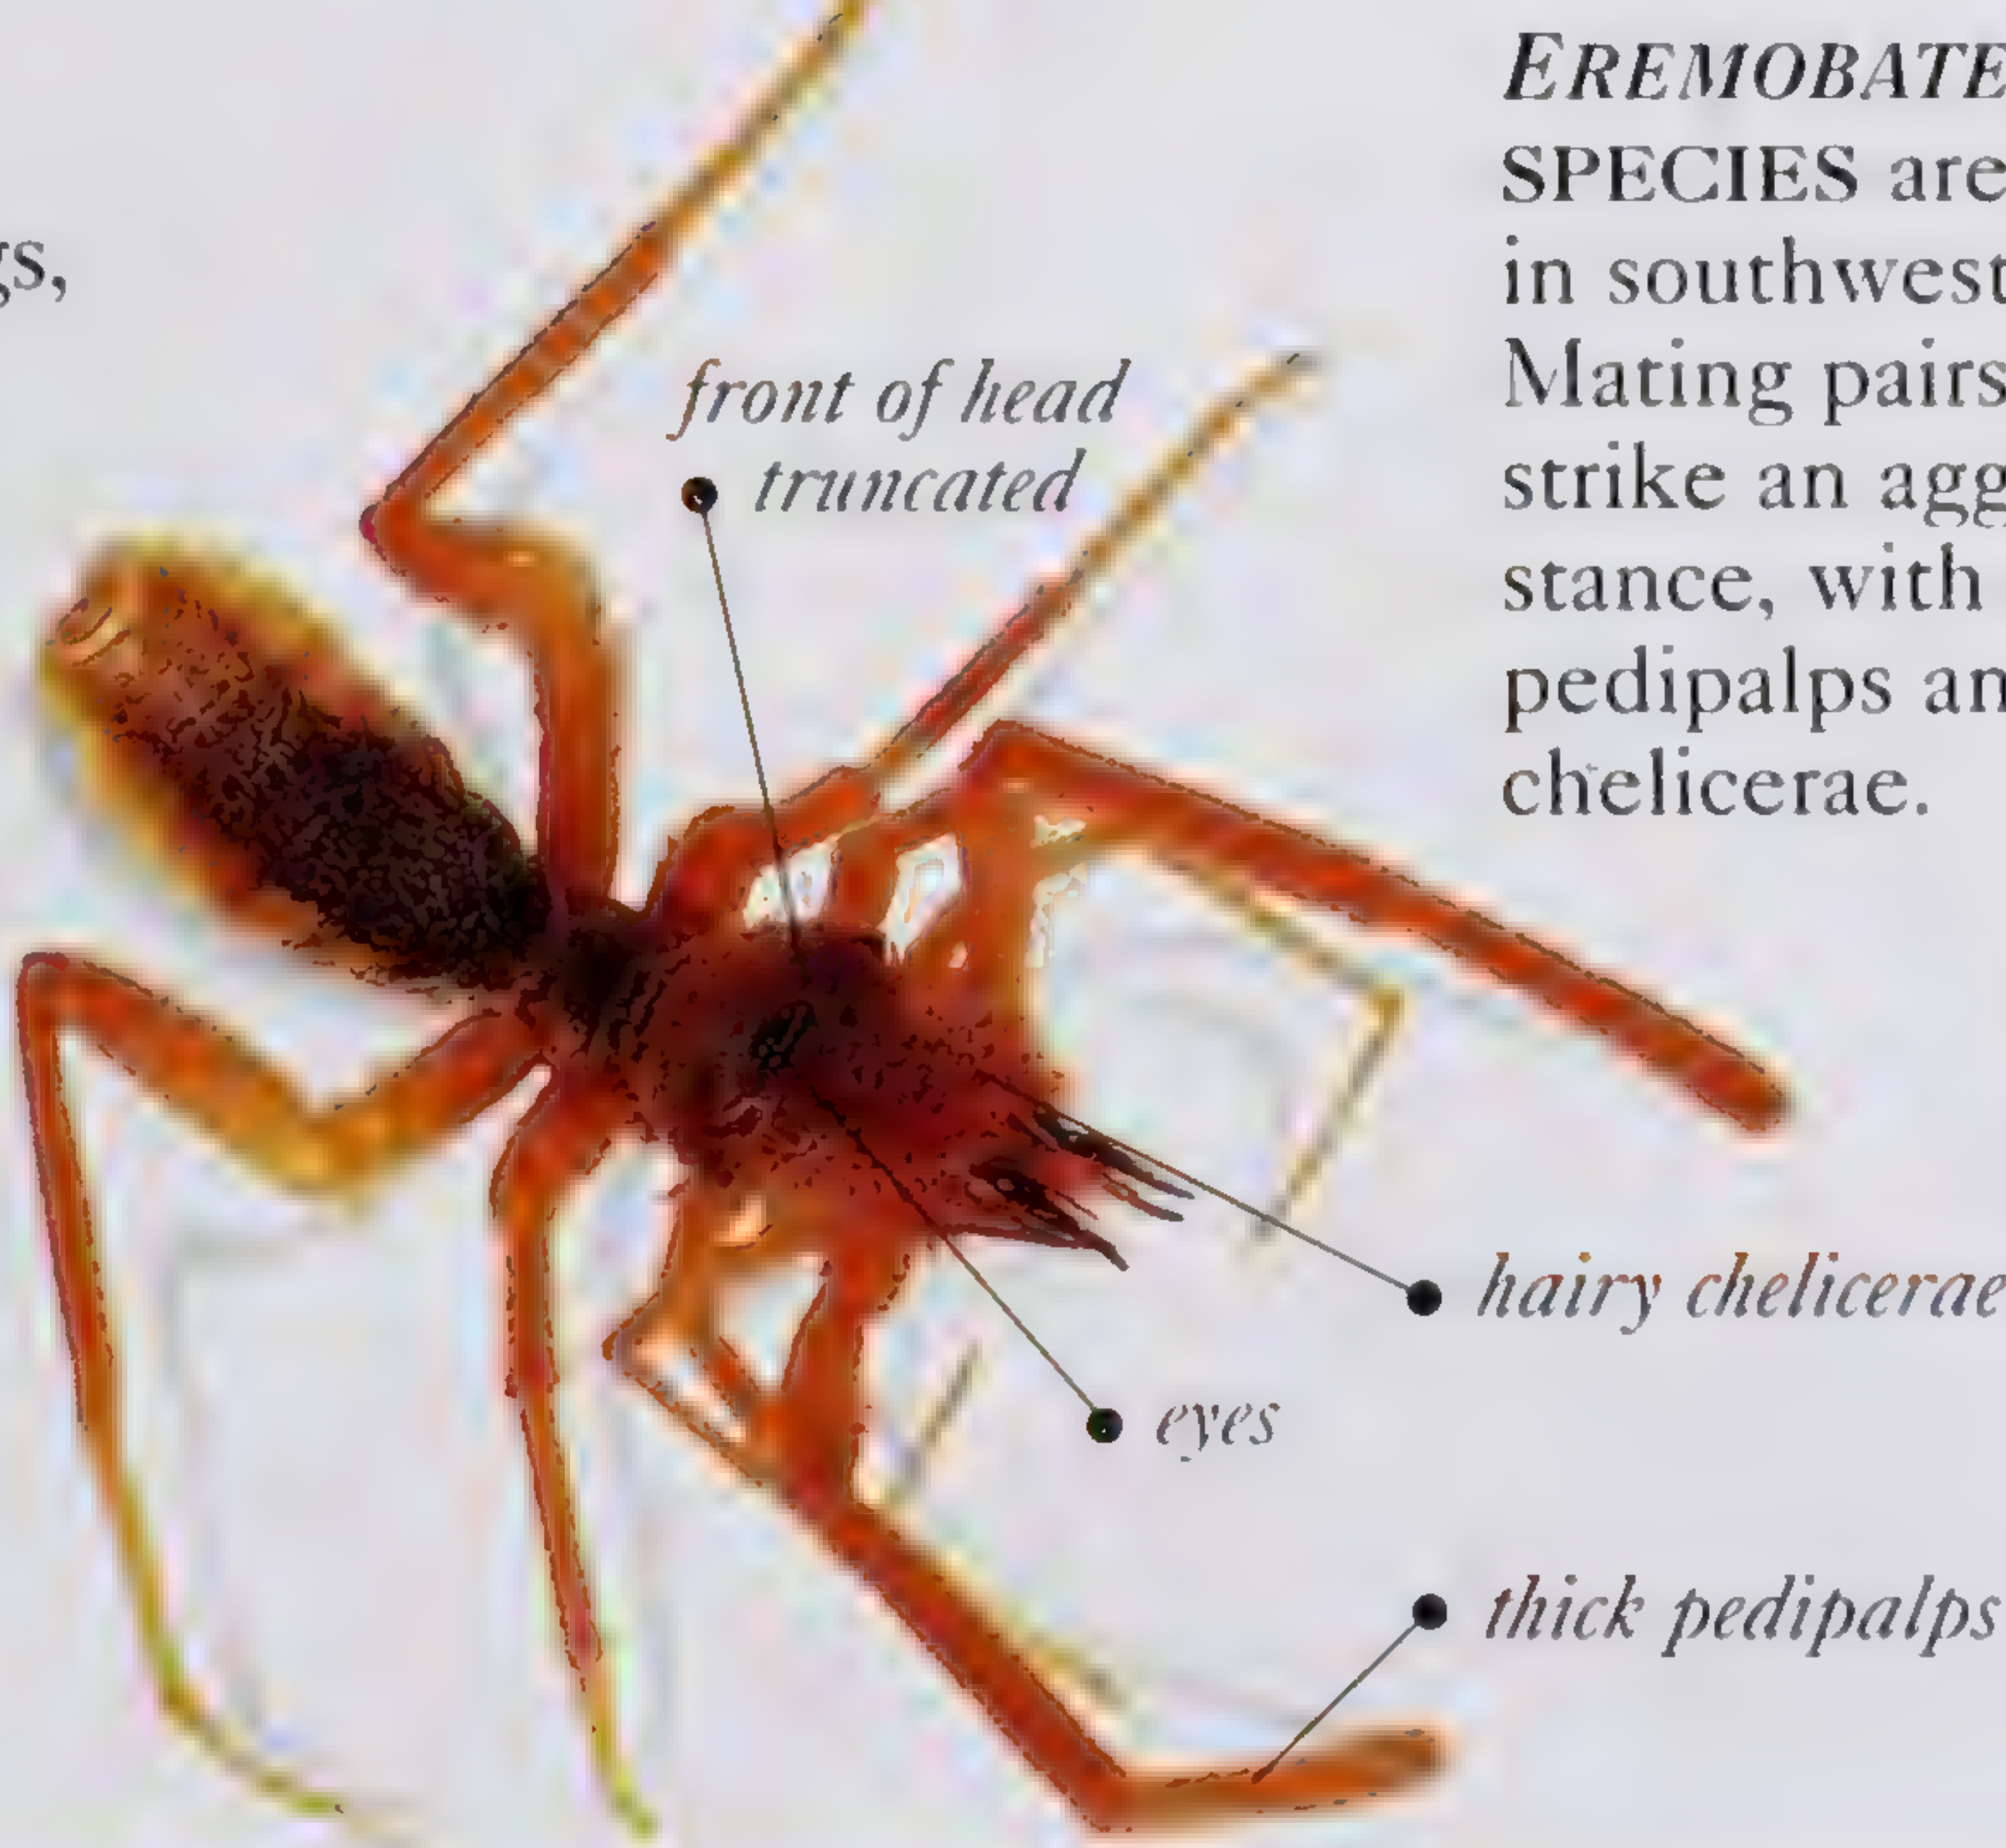 gs,
front of head
truncated
EREMOBATE
SPECIES are
in southwest
Mating pairs
strike an agg
stance, with
pedipalps an
chelicerae.
hairy chelicerae
eyes
thick pedipalps